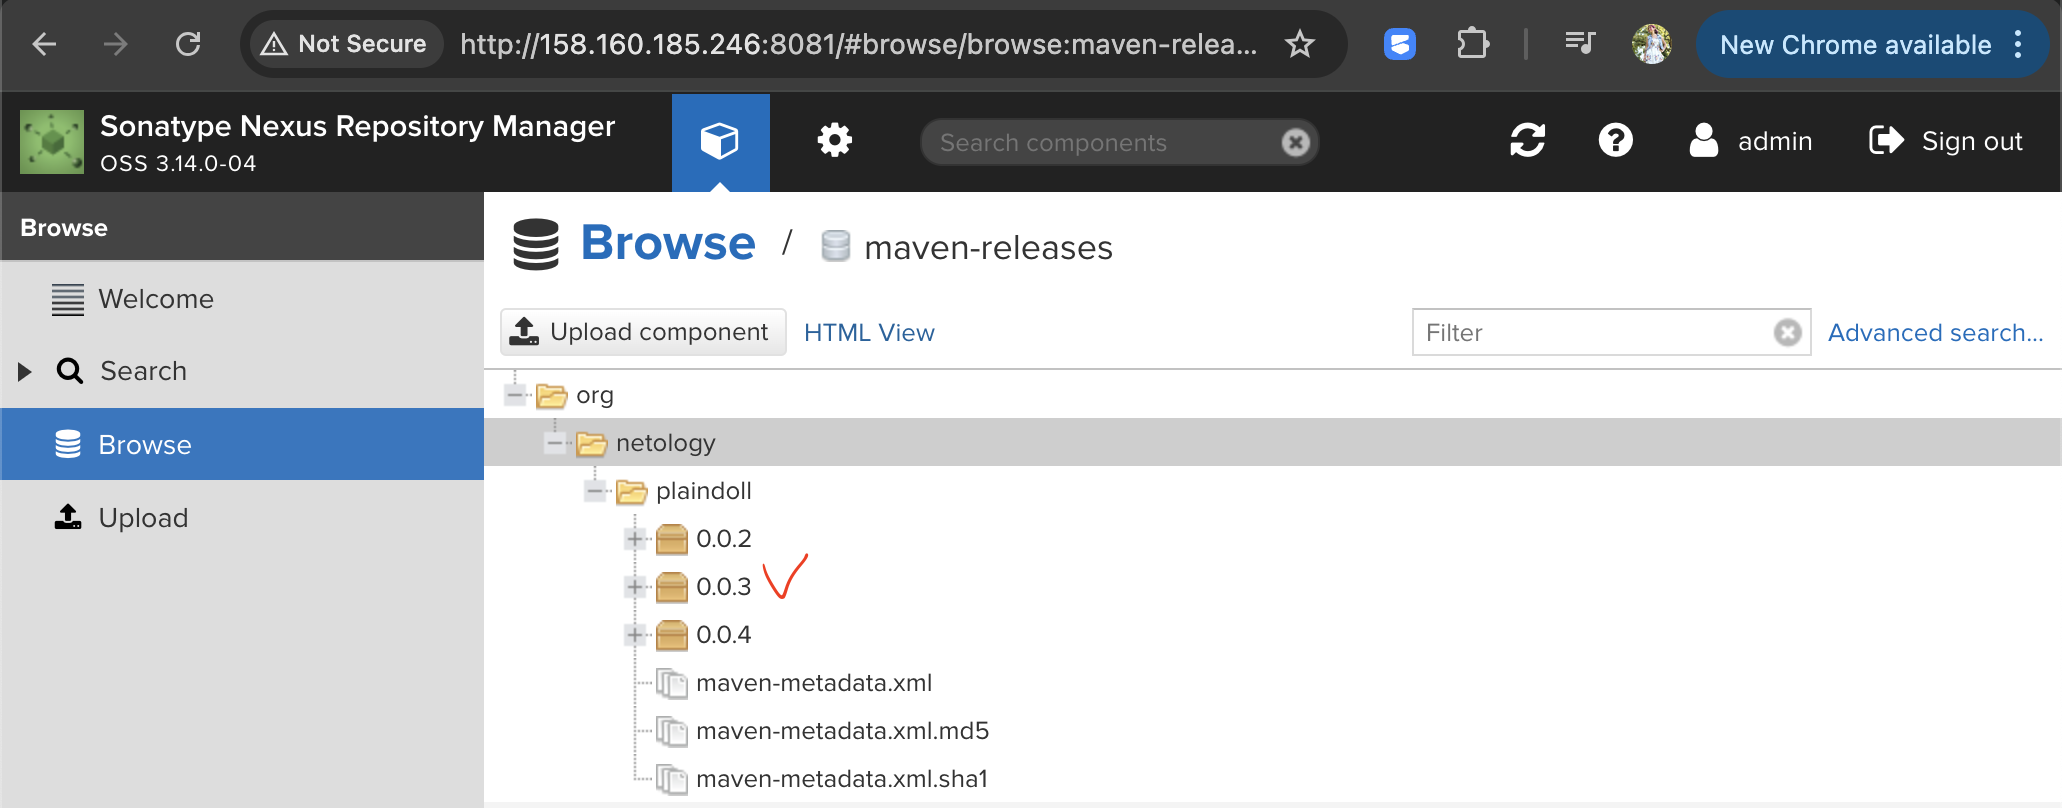 Not Secure http://158.160.185.246:8081/#browse/browse:maven-relea... New Chrome available
Sonatype Nexus Repository Manager
OSS 3.14.0-04
Search components
admin
Sign out
Browse
Welcome
Search
Browse
Upload
Browse / maven-releases
Upload component HTML View Filter Advanced search...
org
netology
plaindoll
0.0.2
0.0.3
0.0.4
maven-metadata.xml
maven-metadata.xml.md5
maven-metadata.xml.sha1